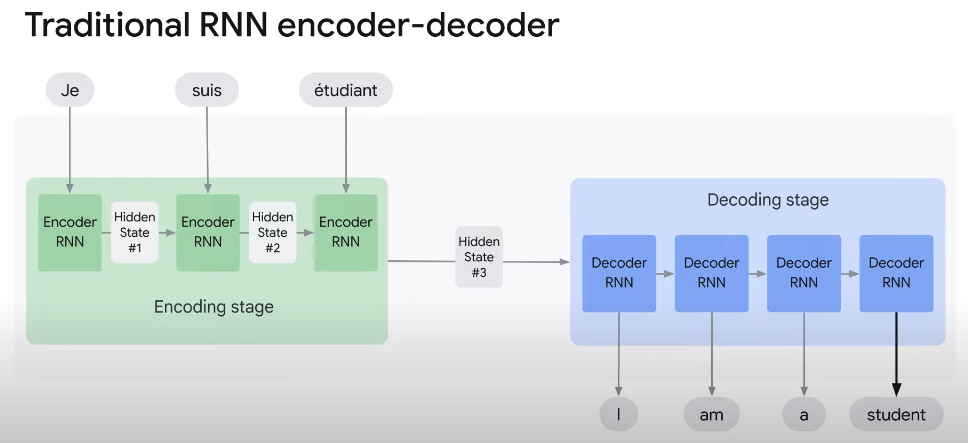 Traditional RNN encoder-decoder
Je
suis
étudiant
Encoder
RNN
Hidden
State
#1
Encoder
RNN
Hidden
State
#2
Encoder
RNN
Encoding stage
Hidden
State
#3
Decoding stage
Decoder
RNN
Decoder
RNN
Decoder
RNN
Decoder
RNN
I
am
a
student